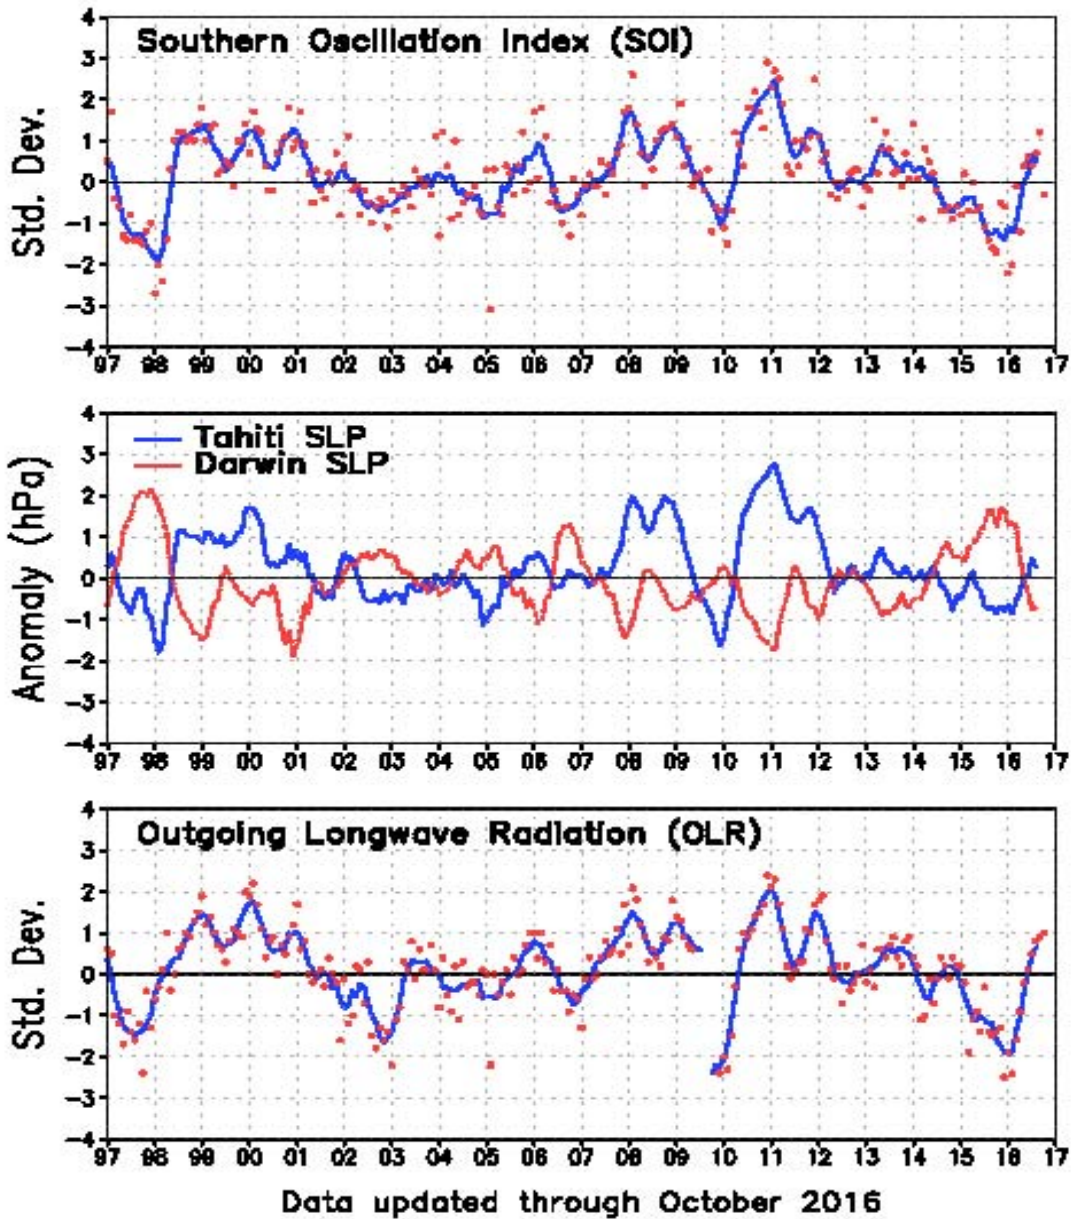 Southern Oscillation Index (SOI)
Std. Dev.
4
3
2
1
0
-1
-2
-3
-4
97 98 99 00 01 02 03 04 05 06 07 08 09 10 11 12 13 14 15 16 17
Tahiti SLP
Darwin SLP
Anomaly (hPa)
4
3
2
1
0
-1
-2
-3
-4
97 98 99 00 01 02 03 04 05 06 07 08 09 10 11 12 13 14 15 16 17
Outgoing Longwave Radiation (OLR)
Std. Dev.
4
3
2
1
0
-1
-2
-3
-4
97 98 99 00 01 02 03 04 05 06 07 08 09 10 11 12 13 14 15 16 17
Data updated through October 2016